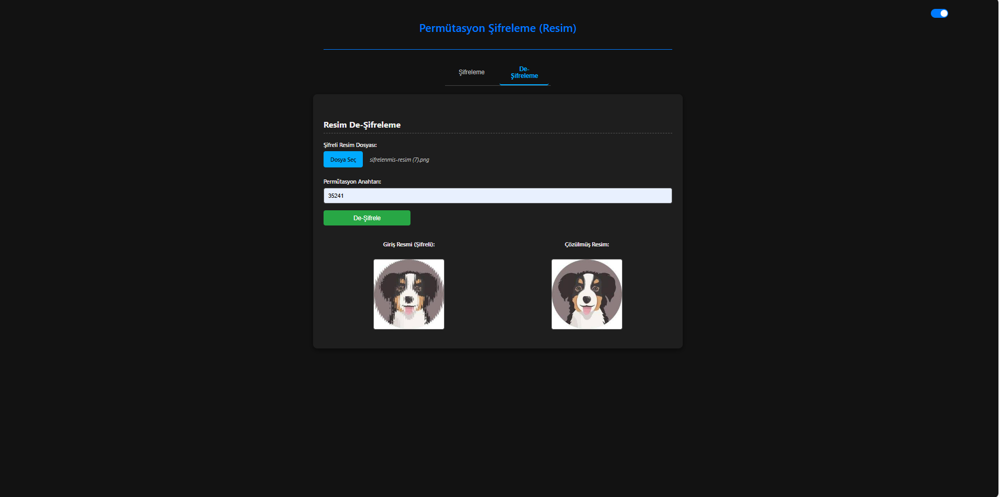 Permütasyon Şifreleme (Resim)
Şifreleme
De-
Şifreleme
Resim De-Şifreleme
Şifreli Resim Dosyası:
Dosya Seç
sifrelenmis-resim (7).png
Permütasyon Anahtarı:
35241
De-Şifrele
Giriş Resmi (Şifreli):
Çözülmüş Resim: